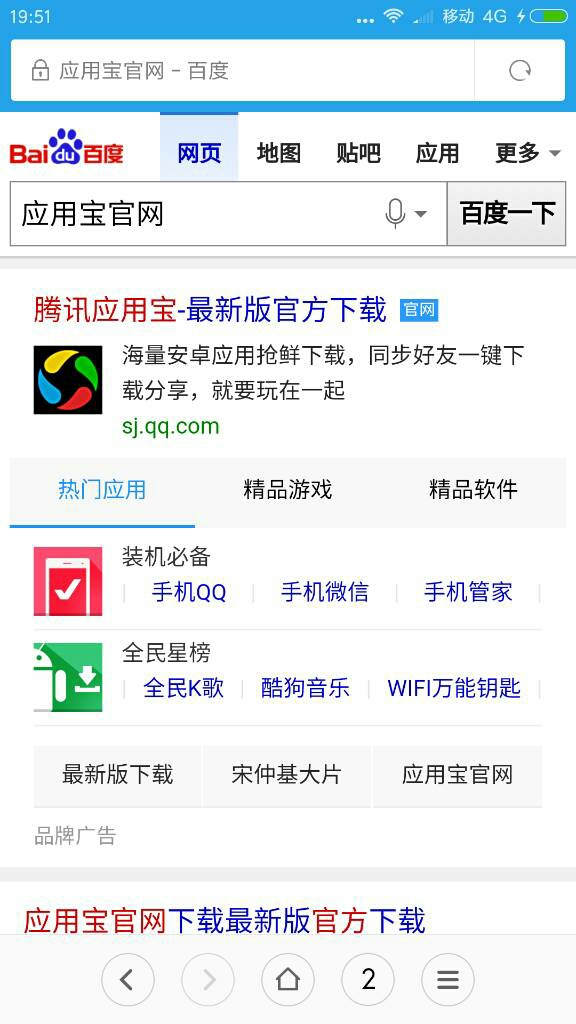 19:51 移动 4G
应用宝官网 - 百度
Bai du 百度 网页 地图 贴吧 应用 更多
应用宝官网 百度一下
腾讯应用宝-最新版官方下载 官网
海量安卓应用抢鲜下载，同步好友一键下
载分享，就要玩在一起
sj.qq.com
热门应用 精品游戏 精品软件
装机必备
手机QQ 手机微信 手机管家
全民星榜
全民K歌 酷狗音乐 WIFI万能钥匙
最新版下载 宋仲基大片 应用宝官网
品牌广告
应用宝官网下载最新版官方下载
2